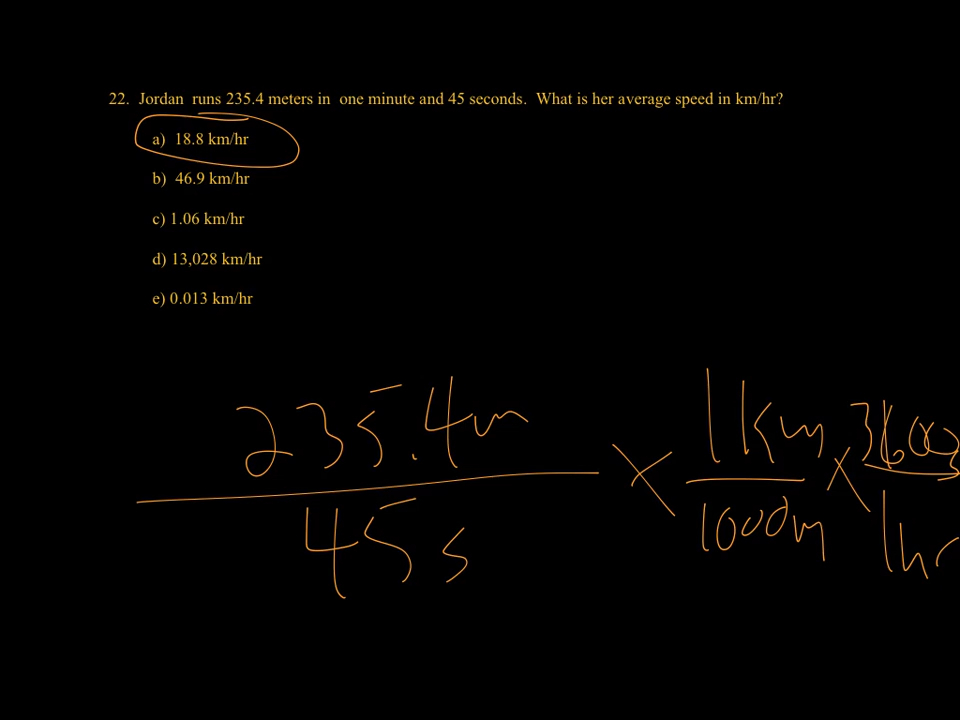 22. Jordan runs 235.4 meters in one minute and 45 seconds. What is her average speed in km/hr?
a) 18.8 km/hr
b) 46.9 km/hr
c) 1.06 km/hr
d) 13,028 km/hr
e) 0.013 km/hr
235.4m × 1km × 3600s
45s 1000m 1hr